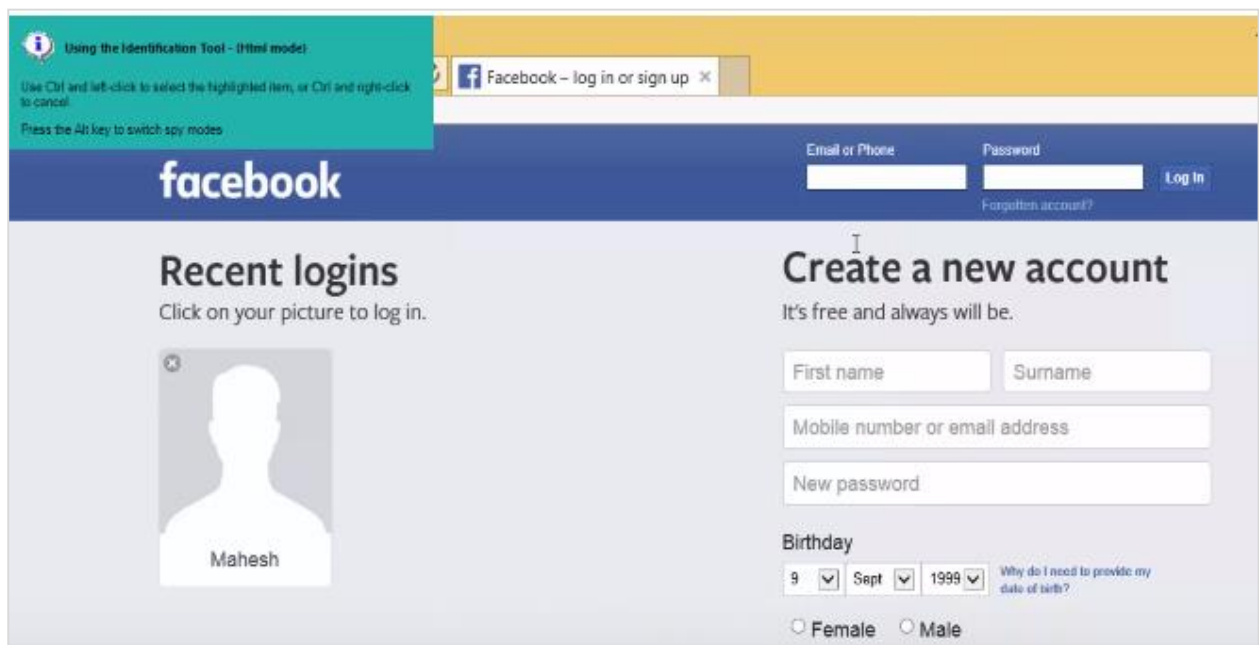 Using the Identification Tool - (Html mode)
Use Ctrl and left-click to select the highlighted item, or Ctrl and right-click
to cancel.
Press the Alt key to switch spy modes
Facebook – log in or sign up
facebook
Email or Phone
Password
Log In
Forgotten account?
Recent logins
Click on your picture to log in.
Mahesh
Create a new account
It's free and always will be.
First name
Surname
Mobile number or email address
New password
Birthday
9 Sept 1999
Why do I need to provide my
date of birth?
Female Male